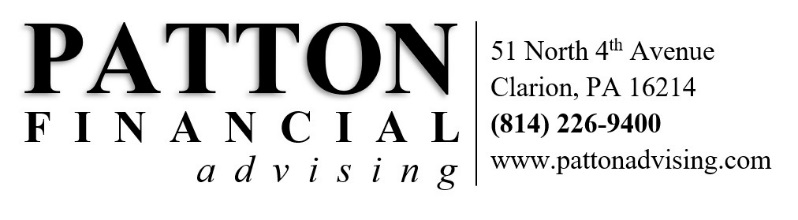 PATTON
FINANCIAL
advising
51 North 4th Avenue
Clarion, PA 16214
(814) 226-9400
www.pattonadvising.com